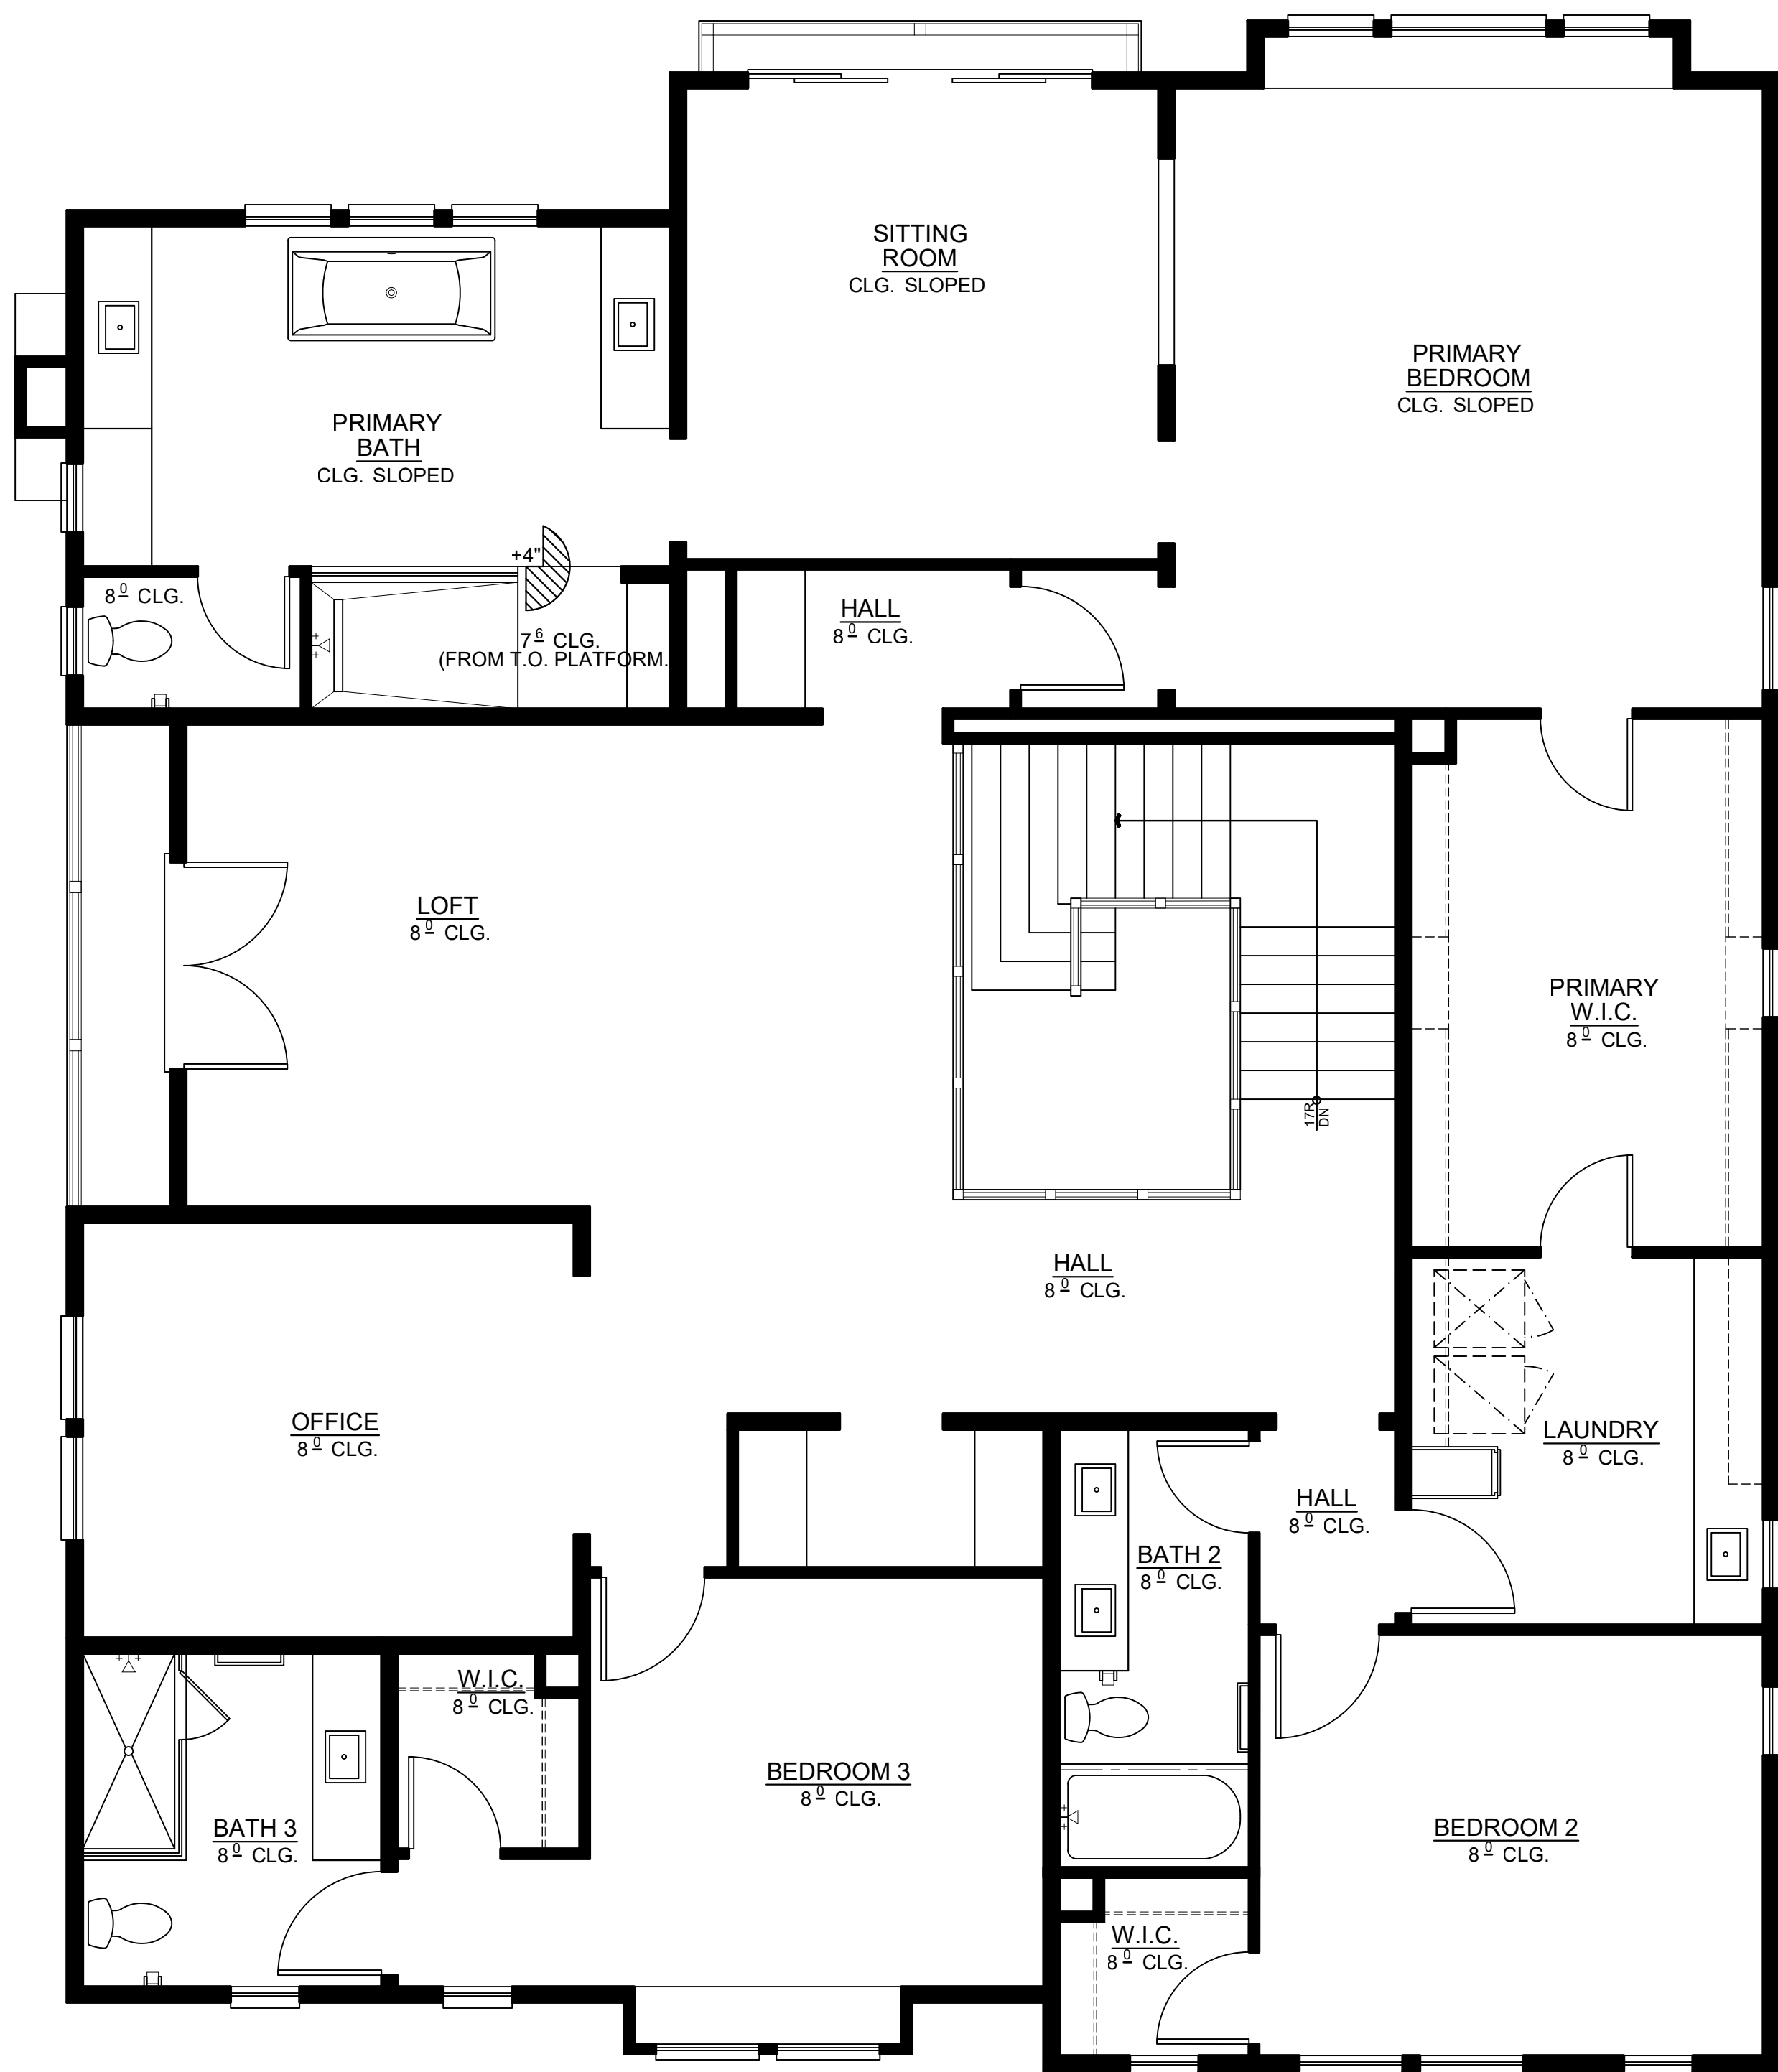 SITTING
ROOM
CLG. SLOPED
PRIMARY
BEDROOM
CLG. SLOPED
PRIMARY
BATH
CLG. SLOPED
+4"
8 0 CLG.
7 6 CLG.
(FROM T.O. PLATFORM.
HALL
8 0 CLG.
LOFT
8 0 CLG.
PRIMARY
W.I.C.
8 0 CLG.
17R
DN
HALL
8 0 CLG.
OFFICE
8 0 CLG.
LAUNDRY
8 0 CLG.
HALL
8 0 CLG.
BATH 2
8 0 CLG.
W.I.C.
8 0 CLG.
BEDROOM 3
8 0 CLG.
BATH 3
8 0 CLG.
BEDROOM 2
8 0 CLG.
W.I.C.
8 0 CLG.